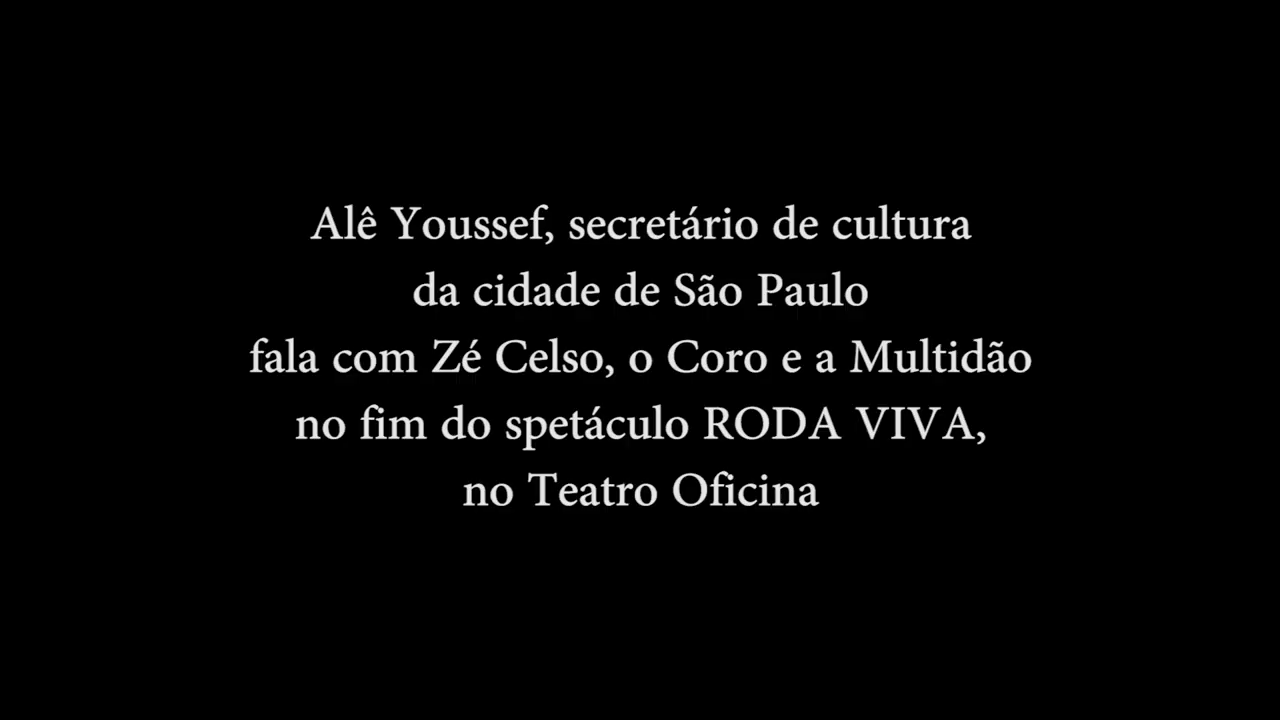 Alê Youssef, secretário de cultura
da cidade de São Paulo
fala com Zé Celso, o Coro e a Multidão
no fim do spetáculo RODA VIVA,
no Teatro Oficina